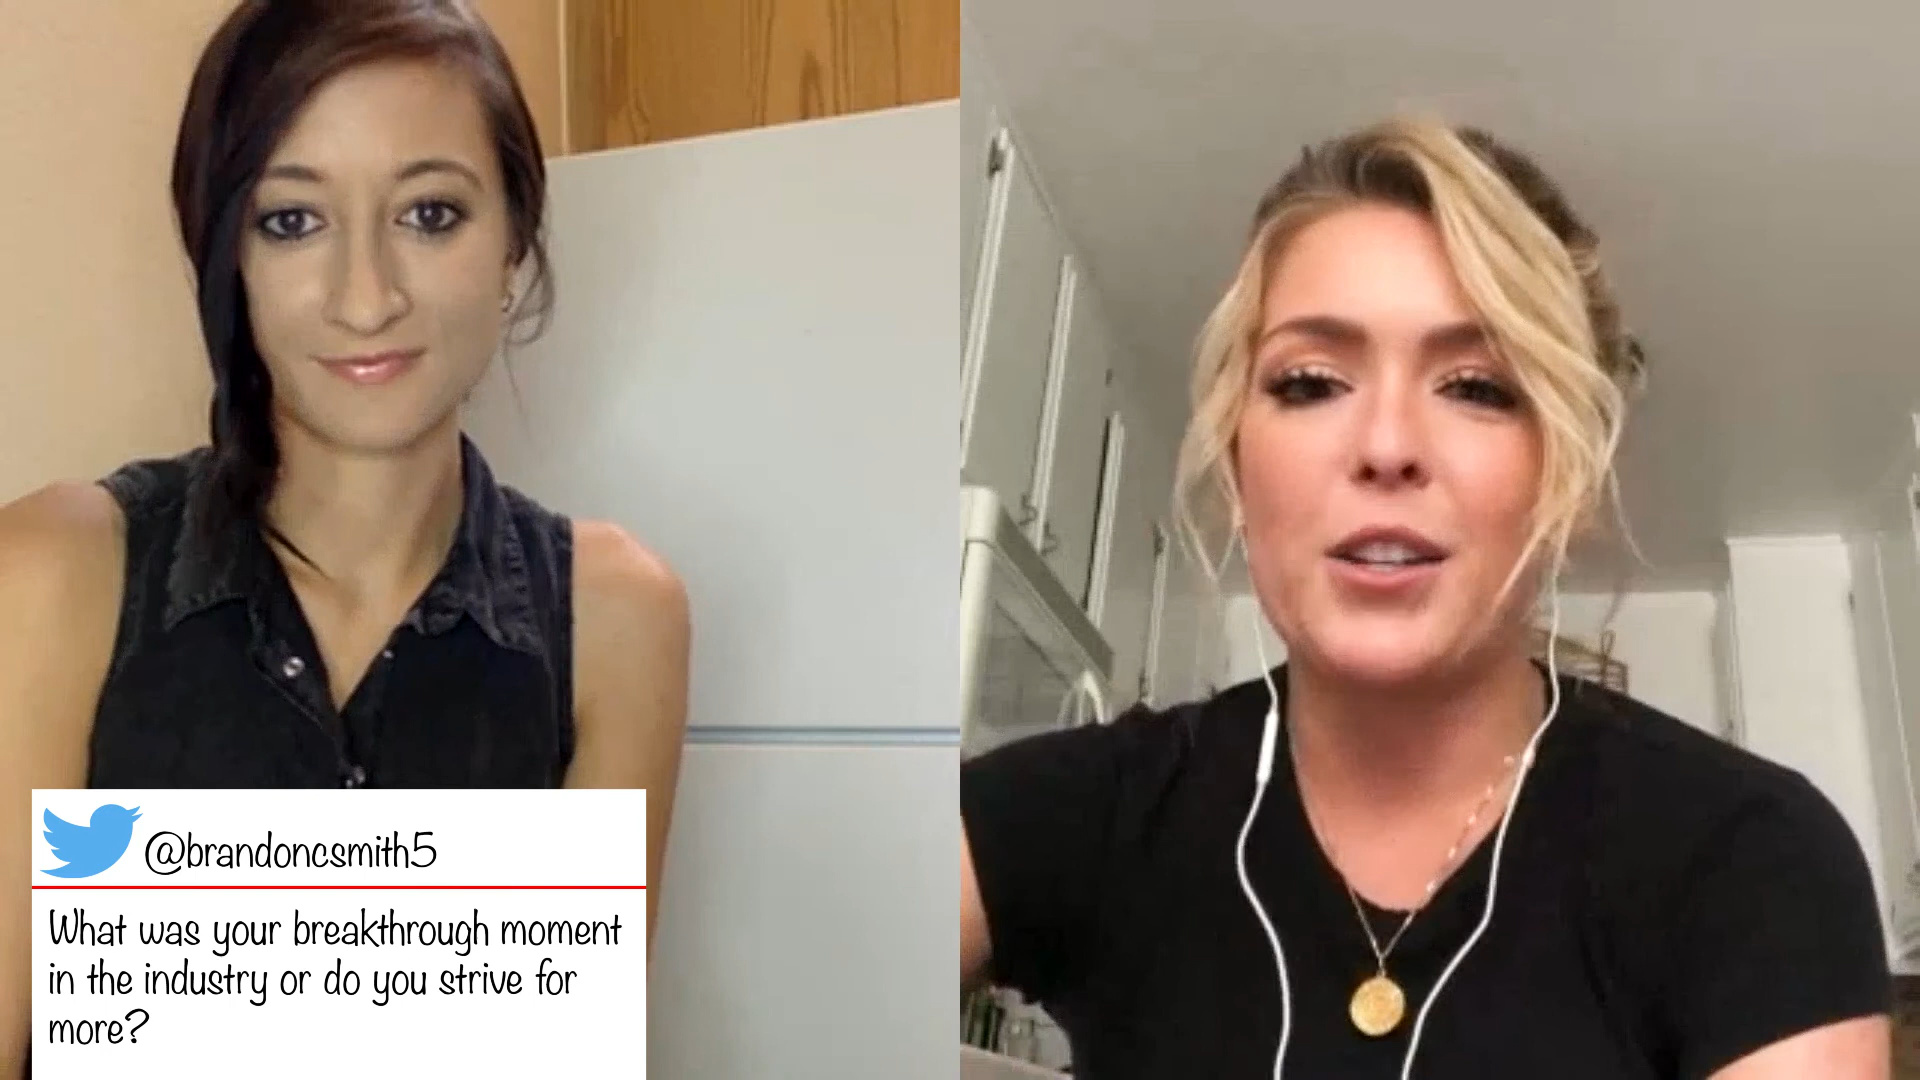 @brandoncsmith5
What was your breakthrough moment
in the industry or do you strive for
more?